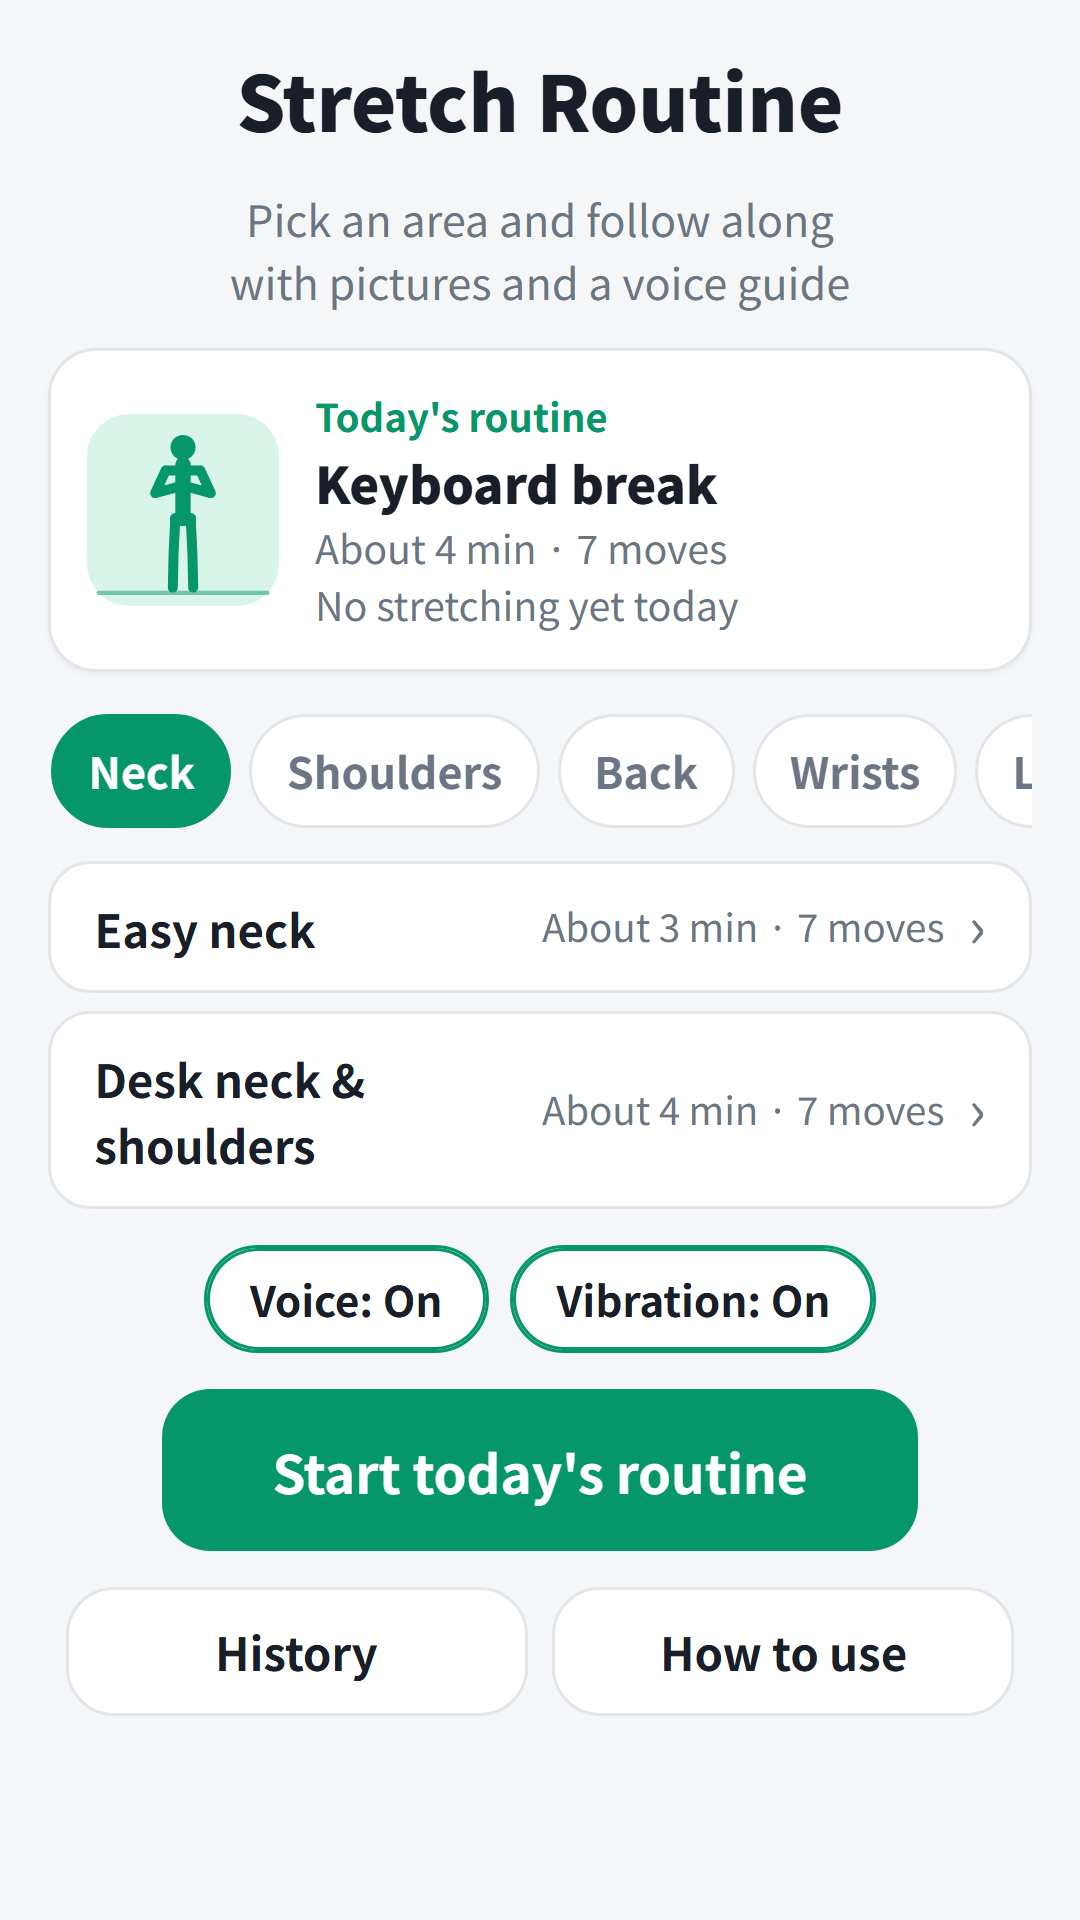 Stretch Routine
Pick an area and follow along
with pictures and a voice guide
Today's routine
Keyboard break
About 4 min · 7 moves
No stretching yet today
Neck Shoulders Back Wrists L
Easy neck About 3 min · 7 moves ›
Desk neck &
shoulders
About 4 min · 7 moves ›
Voice: On Vibration: On
Start today's routine
History How to use